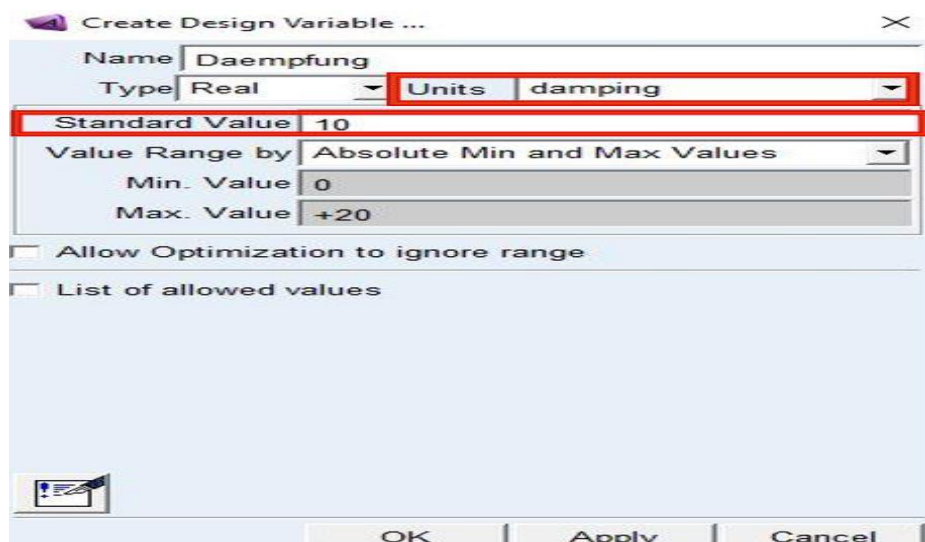 Create Design Variable ...
Name Daempfung
Type Real Units damping
Standard Value 10
Value Range by Absolute Min and Max Values
Min. Value 0
Max. Value +20
Allow Optimization to ignore range
List of allowed values
OK Apply Cancel